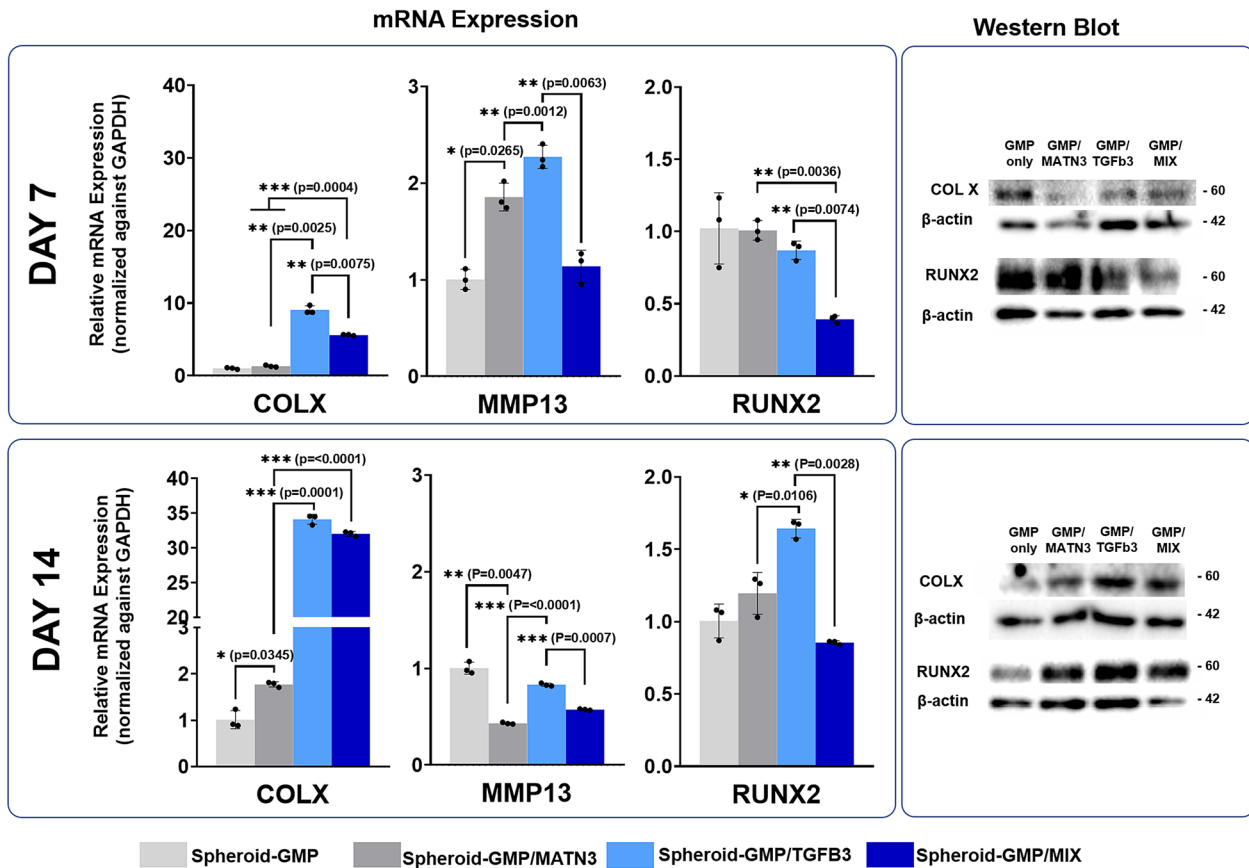 mRNA Expression
Western Blot
DAY 7
Relative mRNA Expression
(normalized against GAPDH)
40
30
20
10
0
*** (p=0.0004)
** (p=0.0025)
** (p=0.0075)
COLX
3
2
1
0
** (p=0.0063)
** (p=0.0012)
* (p=0.0265)
MMP13
2.0
1.5
1.0
0.5
0.0
** (p=0.0036)
** (p=0.0074)
RUNX2
GMP only
GMP/MATN3
GMP/TGFb3
GMP/MIX
COL X
- 60
β-actin
- 42
RUNX2
- 60
β-actin
- 42
DAY 14
Relative mRNA Expression
(normalized against GAPDH)
40
35
30
25
20
3
2
1
0
*** (p=<0.0001)
*** (p=0.0001)
* (p=0.0345)
COLX
3
2
1
0
** (P=0.0047)
*** (P=<0.0001)
*** (P=0.0007)
MMP13
2.0
1.5
1.0
0.5
0.0
** (P=0.0028)
* (P=0.0106)
RUNX2
GMP only
GMP/MATN3
GMP/TGFb3
GMP/MIX
COLX
- 60
β-actin
- 42
RUNX2
- 60
β-actin
- 42
Spheroid-GMP
Spheroid-GMP/MATN3
Spheroid-GMP/TGFB3
Spheroid-GMP/MIX